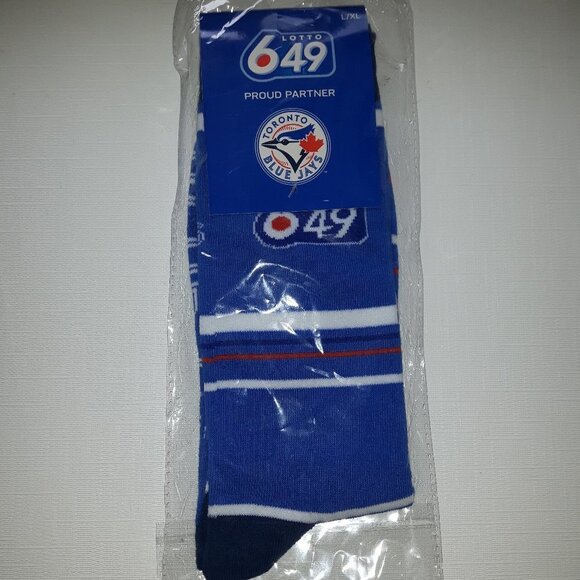 L/XL
LOTTO
649
PROUD PARTNER
TORONTO
BLUE JAYS
649